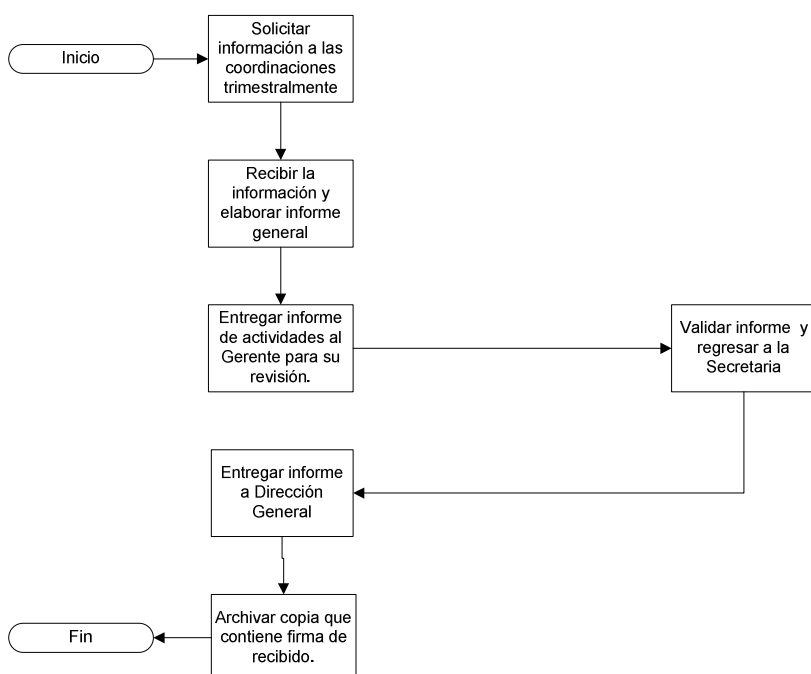 Inicio
Solicitar
información a las
coordinaciones
trimestralmente
Recibir la
información y
elaborar informe
general
Entregar informe
de actividades al
Gerente para su
revisión.
Validar informe y
regresar a la
Secretaria
Entregar informe
a Dirección
General
Archivar copia que
contiene firma de
recibido.
Fin